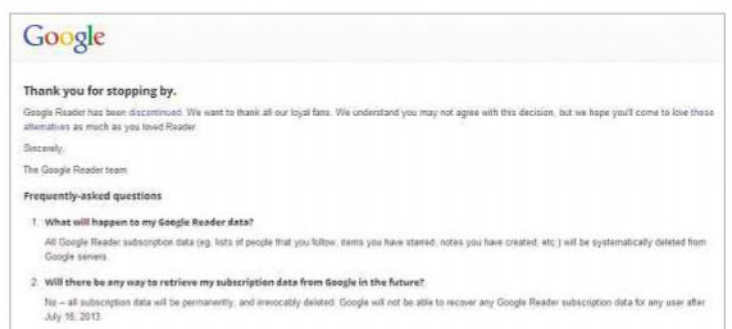 Google
Thank you for stopping by.
Google Reader has been discontinued. We want to thank all our loyal fans. We understand you may not agree with this decision, but we hope you'll come to love these
alternatives as much as you loved Reader.
Sincerely,
The Google Reader team
Frequently-asked questions
1. What will happen to my Google Reader data?
All Google Reader subscription data (eg. lists of people that you follow, items you have starred, notes you have created, etc.) will be systematically deleted from
Google servers.
2. Will there be any way to retrieve my subscription data from Google in the future?
No – all subscription data will be permanently, and irrevocably deleted. Google will not be able to recover any Google Reader subscription data for any user after
July 15, 2013.